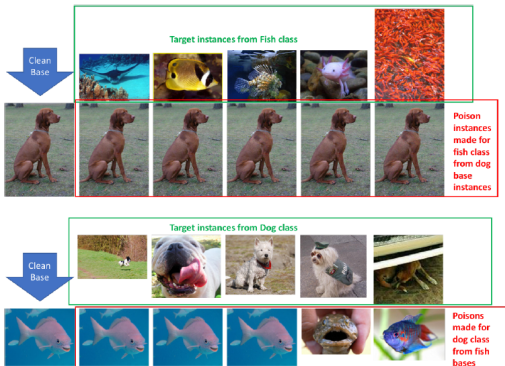 Target instances from Fish class
Clean
Base
Poison
instances
made for
fish class
from dog
base
instances
Target instances from Dog class
Clean
Base
Poisons
made for
dog class
from fish
bases